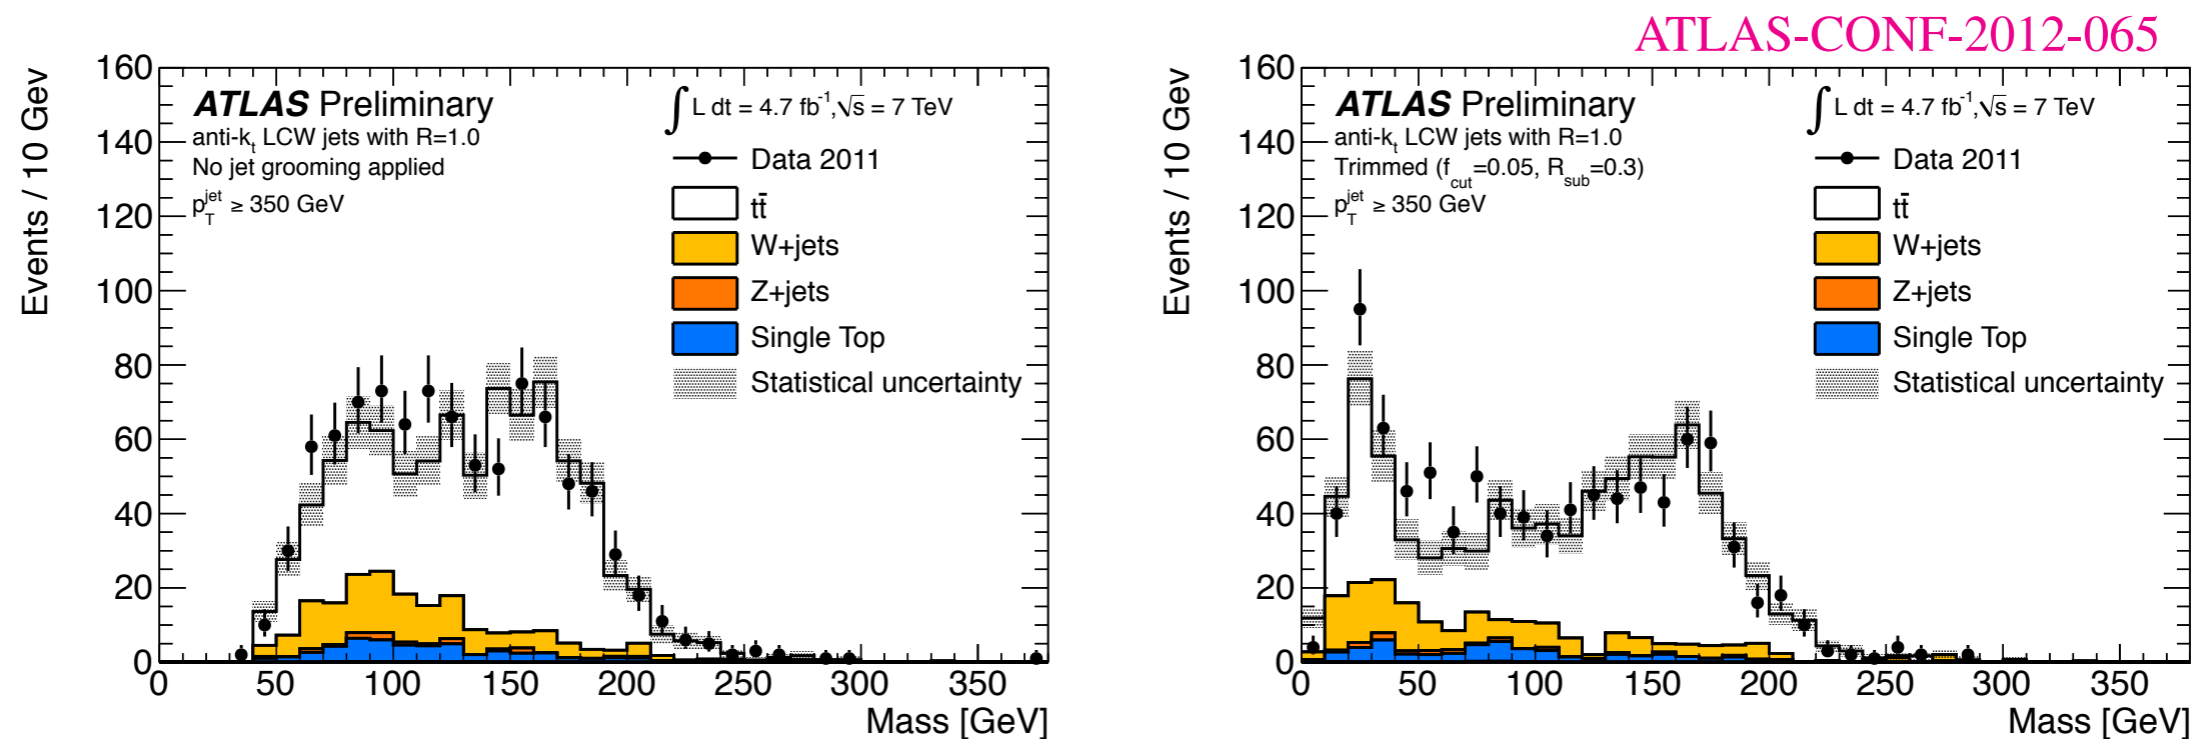 ATLAS-CONF-2012-065
Events / 10 Gev
160
140
120
100
80
60
40
20
0
ATLAS Preliminary
anti-kt LCW jets with R=1.0
No jet grooming applied
pTjet ≥ 350 GeV
∫ L dt = 4.7 fb-1,√s = 7 TeV
Data 2011
tt̄
W+jets
Z+jets
Single Top
Statistical uncertainty
0 50 100 150 200 250 300 350
Mass [GeV]
Events / 10 Gev
160
140
120
100
80
60
40
20
0
ATLAS Preliminary
anti-kt LCW jets with R=1.0
Trimmed (fcut=0.05, Rsub=0.3)
pTjet ≥ 350 GeV
∫ L dt = 4.7 fb-1,√s = 7 TeV
Data 2011
tt̄
W+jets
Z+jets
Single Top
Statistical uncertainty
0 50 100 150 200 250 300 350
Mass [GeV]